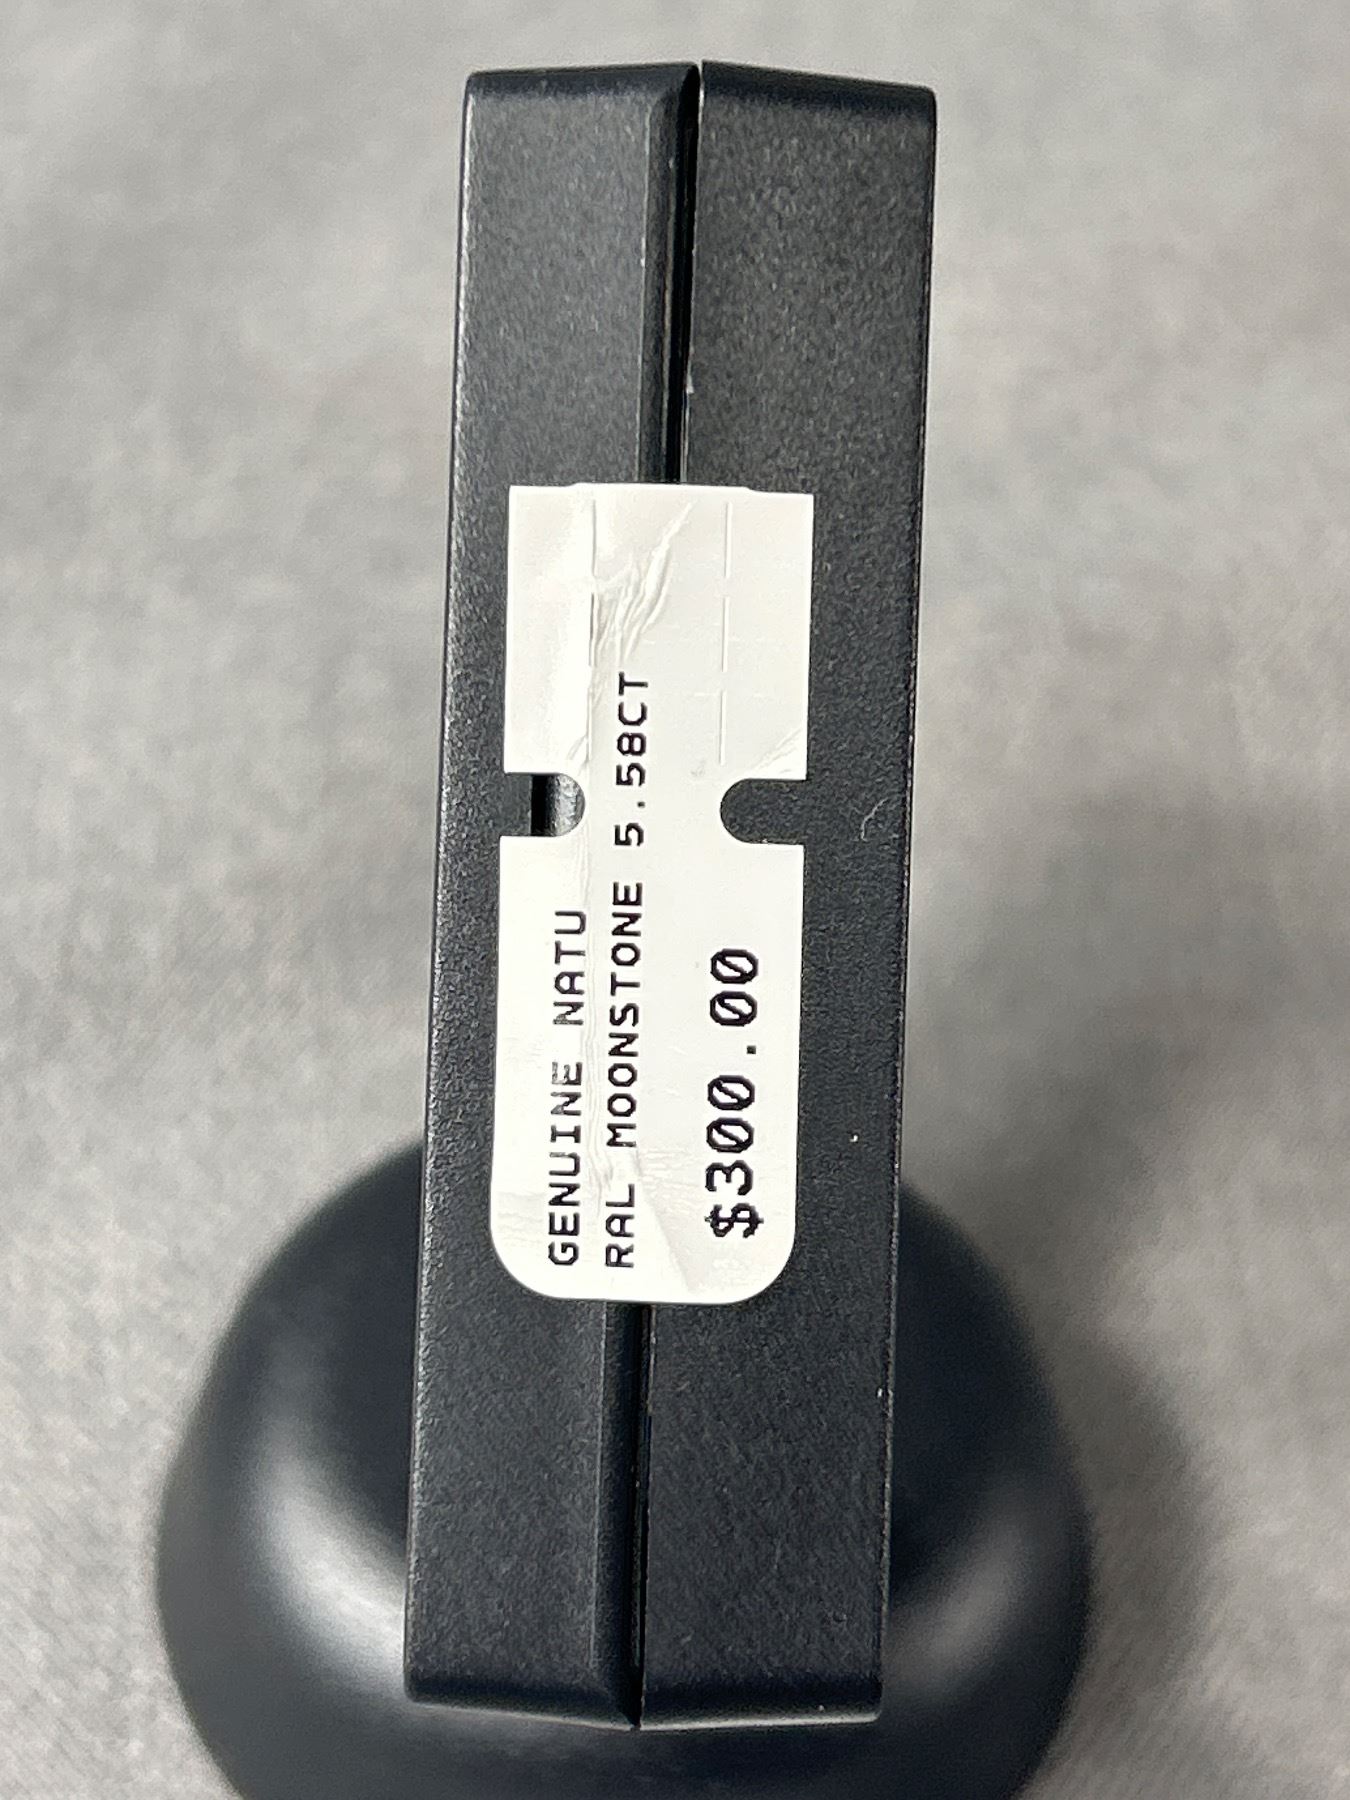 GENUINE NATU
RAL MOONSTONE 5.58CT
$300.00